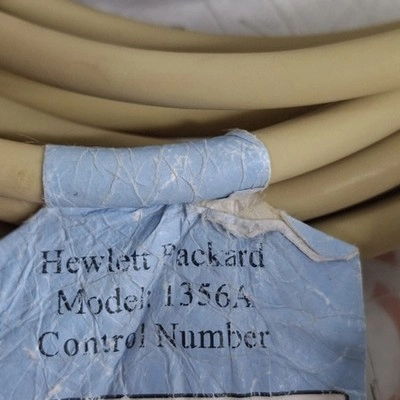 Hewlett Packard
Model: 1356A
Control Number